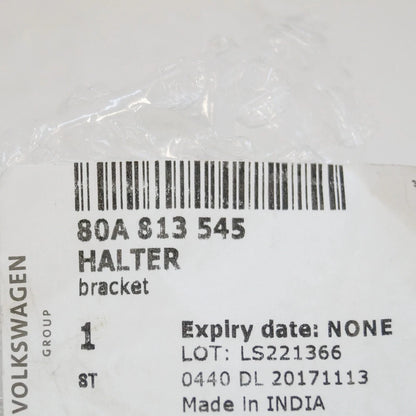 80A 813 545
HALTER
bracket
1
ST
Expiry date: NONE
LOT: LS221366
0440 DL 20171113
Made in INDIA
VOLKSWAGEN
GROUP